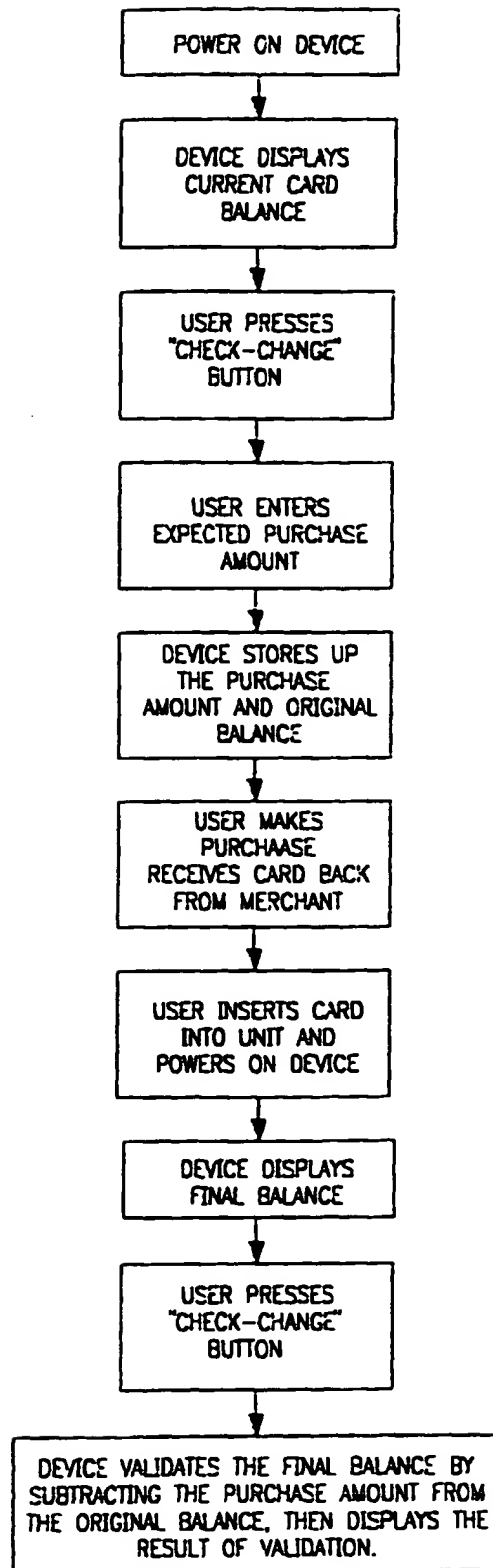 POWER ON DEVICE
DEVICE DISPLAYS
CURRENT CARD
BALANCE
USER PRESSES
"CHECK-CHANGE"
BUTTON
USER ENTERS
EXPECTED PURCHASE
AMOUNT
DEVICE STORES UP
THE PURCHASE
AMOUNT AND ORIGINAL
BALANCE
USER MAKES
PURCHAASE
RECEIVES CARD BACK
FROM MERCHANT
USER INSERTS CARD
INTO UNIT AND
POWERS ON DEVICE
DEVICE DISPLAYS
FINAL BALANCE
USER PRESSES
"CHECK-CHANGE"
BUTTON
DEVICE VALIDATES THE FINAL BALANCE BY
SUBTRACTING THE PURCHASE AMOUNT FROM
THE ORIGINAL BALANCE, THEN DISPLAYS THE
RESULT OF VALIDATION.